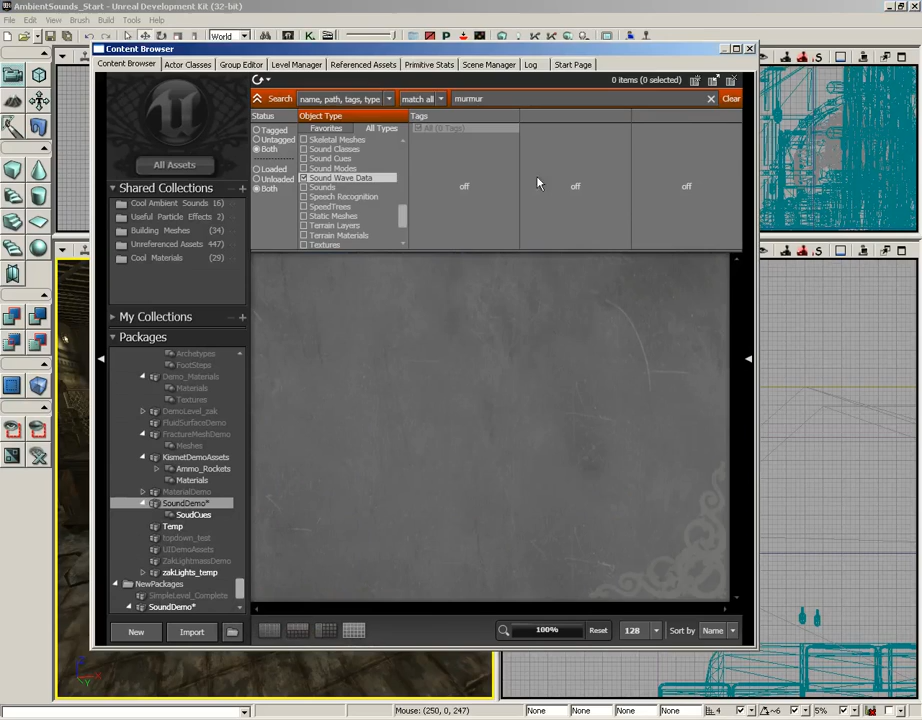 AmbientSounds_Start - Unreal Development Kit (32-bit)
File Edit View Brush Build Tools Help
World
Content Browser
Content Browser Actor Classes Group Editor Level Manager Referenced Assets Primitive Stats Scene Manager Log Start Page
0 items (0 selected)
Search name, path, tags, type match all murmur Clear
Status Object Type Tags
Tagged
Untagged
Both
Loaded
Unloaded
Both
Favorites All Types
Skeletal Meshes
Sound Classes
Sound Cues
Sound Modes
Sound Wave Data
Sounds
Speech Recognition
SpeedTrees
Static Meshes
Terrain Layers
Terrain Materials
Textures
All (0 Tags)
off off off
All Assets
Shared Collections
Cool Ambient Sounds 16)
Useful Particle Effects 2)
Building Meshes (34)
Unreferenced Assets 447)
Cool Materials (29)
My Collections
Packages
Archetypes
FootSteps
Demo_Materials
Materials
Textures
DemoLevel_zak
FluidSurfaceDemo
FractureMeshDemo
Meshes
KismetDemoAssets
Ammo_Rockets
Materials
MaterialDemo
SoundDemo*
SoudCues
Temp
topdown_test
UIDemoAssets
ZakLightmassDemo
zakLights_temp
NewPackages
SimpleLevel_Complete
SoundDemo*
New Import
100% Reset 128 Sort by Name
Mouse: (250, 0, 247) None None None None 4 6 5%
Z
Y